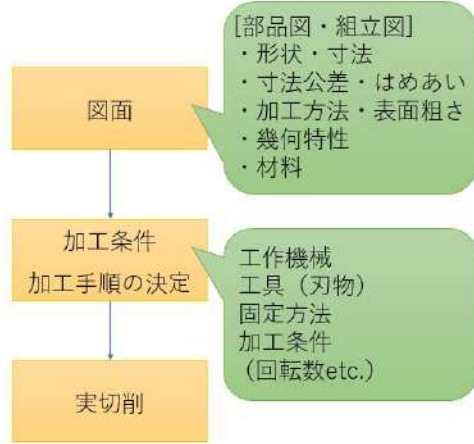 図面
[部品図・組立図]
・形状・寸法
・寸法公差・はめあい
・加工方法・表面粗さ
・幾何特性
・材料
加工条件
加工手順の決定
工作機械
工具（刃物）
固定方法
加工条件
（回転数etc.）
実切削